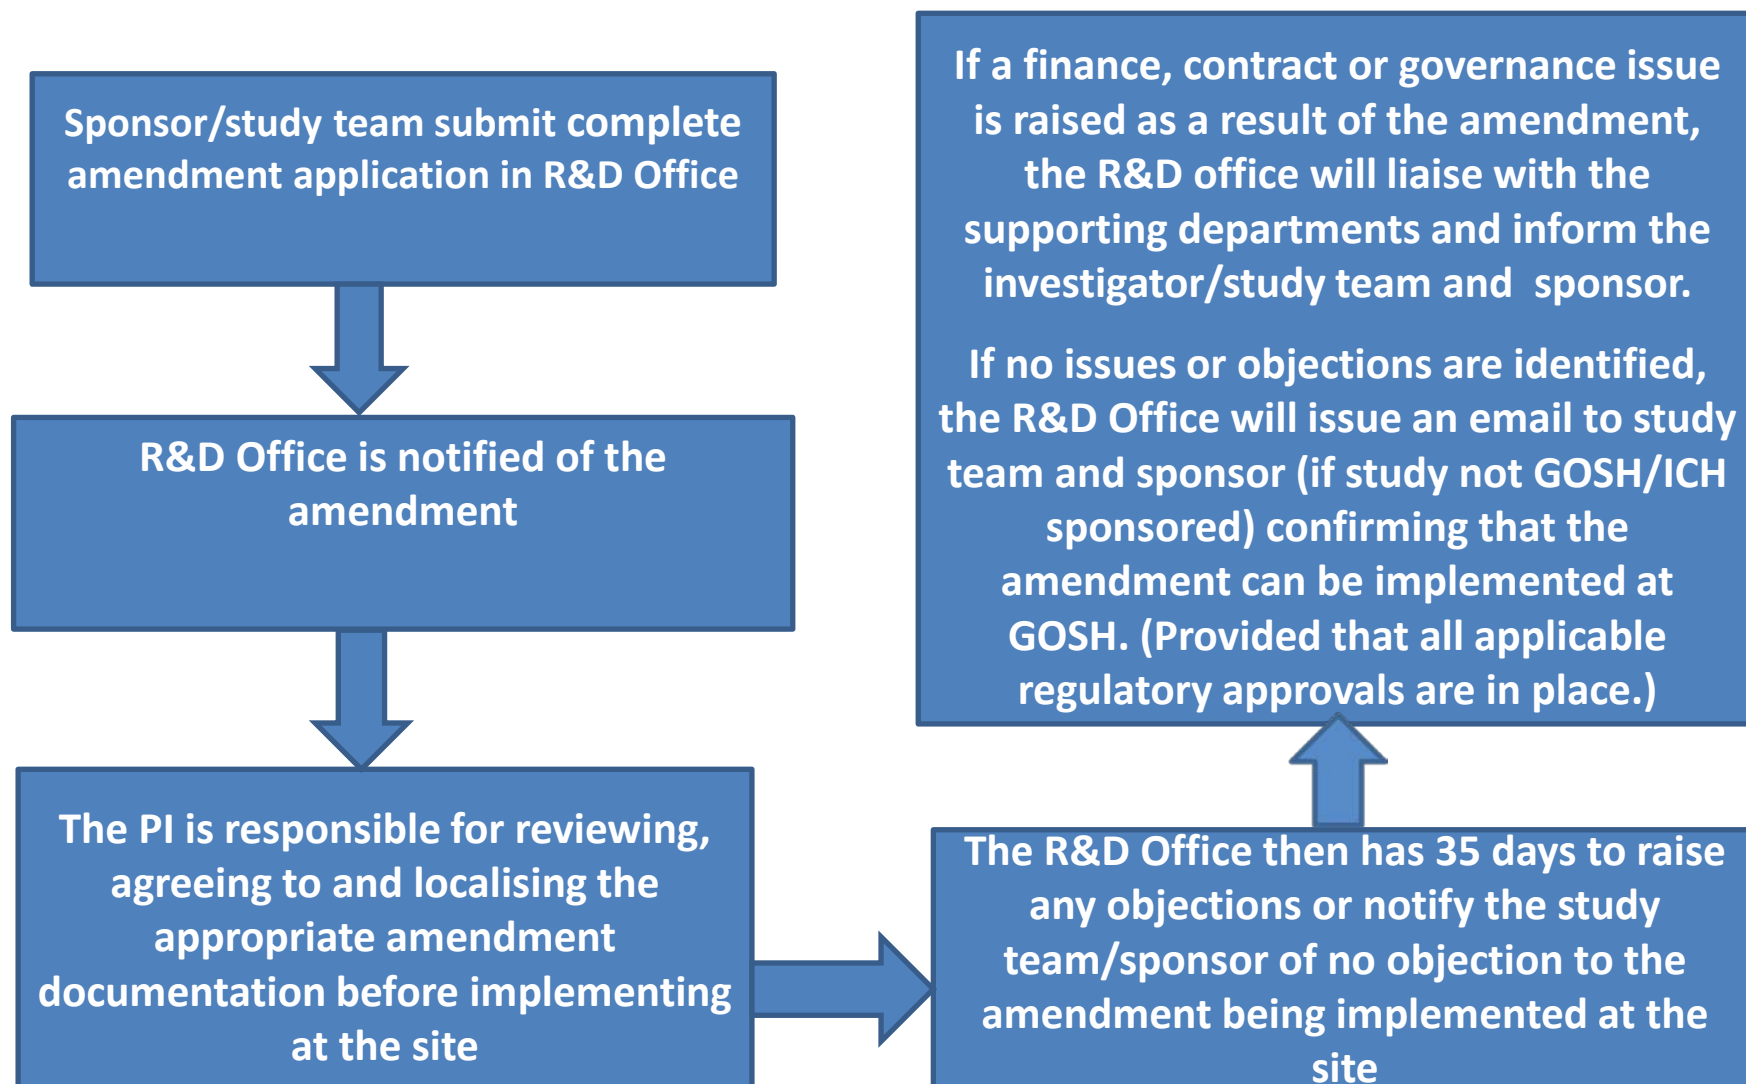 Sponsor/study team submit complete
amendment application in R&D Office
R&D Office is notified of the
amendment
The PI is responsible for reviewing,
agreeing to and localising the
appropriate amendment
documentation before implementing
at the site
The R&D Office then has 35 days to raise
any objections or notify the study
team/sponsor of no objection to the
amendment being implemented at the
site
If a finance, contract or governance issue
is raised as a result of the amendment,
the R&D office will liaise with the
supporting departments and inform the
investigator/study team and  sponsor.
If no issues or objections are identified,
the R&D Office will issue an email to study
team and sponsor (if study not GOSH/ICH
sponsored) confirming that the
amendment can be implemented at
GOSH. (Provided that all applicable
regulatory approvals are in place.)